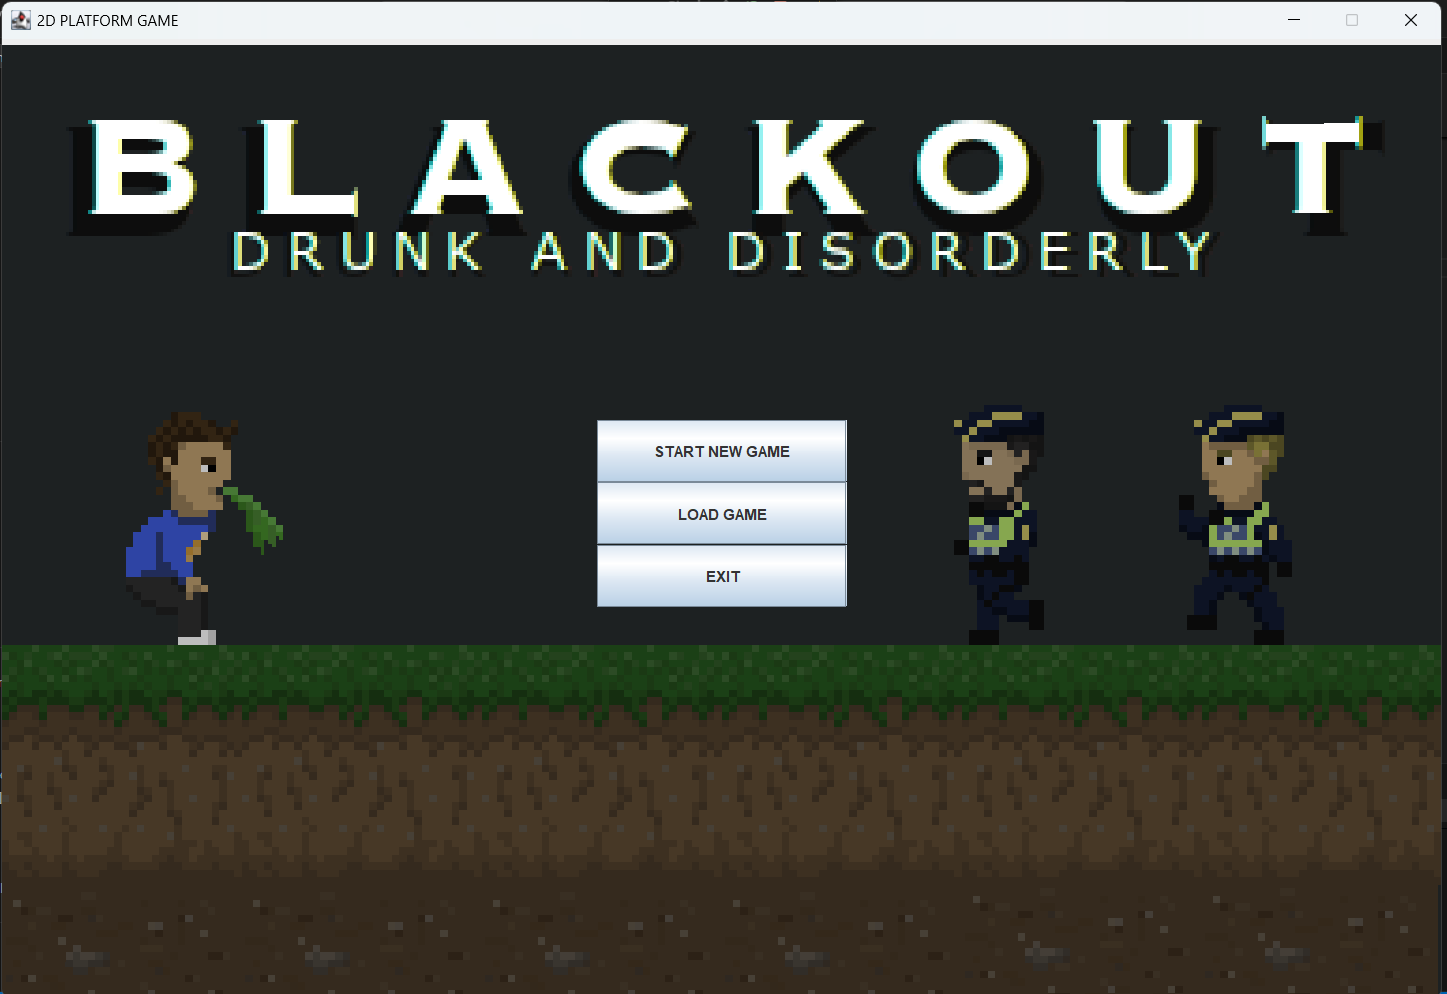 2D PLATFORM GAME
BLACKOUT
DRUNK AND DISORDERLY
START NEW GAME
LOAD GAME
EXIT